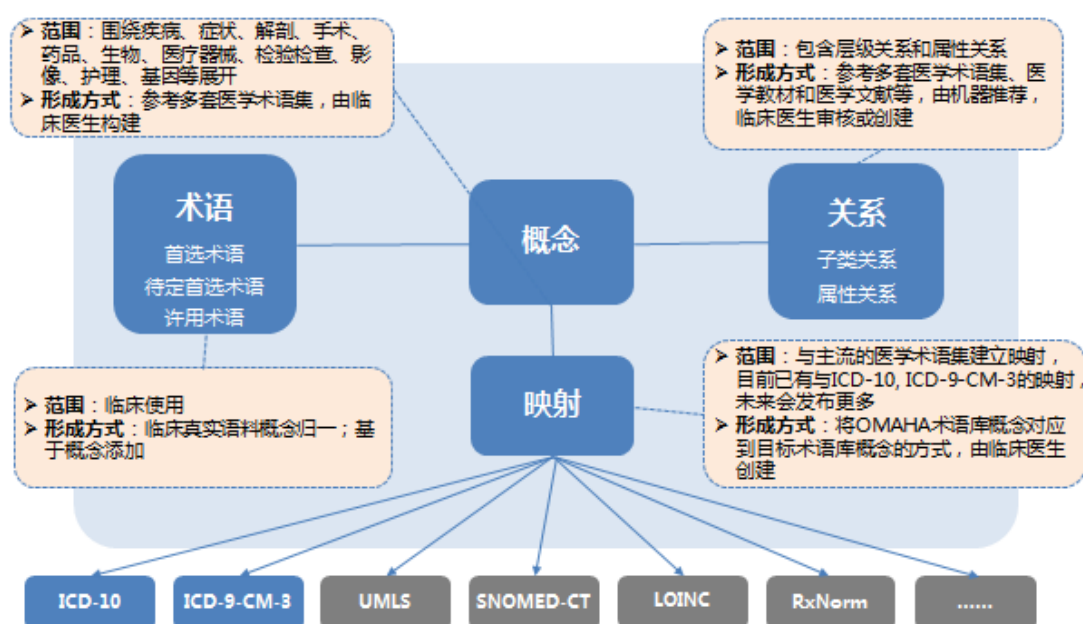 ➤ 范围：围绕疾病、症状、解剖、手术、
药品、生物、医疗器械、检验检查、影
像、护理、基因等展开
➤ 形成方式：参考多套医学术语集，由临
床医生构建
➤ 范围：包含层级关系和属性关系
➤ 形成方式：参考多套医学术语集、医
学教材和医学文献等，由机器推荐，
临床医生审核或创建
术语
首选术语
待定首选术语
许用术语
概念
关系
子类关系
属性关系
➤ 范围：临床使用
➤ 形成方式：临床真实语料概念归一；基
于概念添加
映射
➤ 范围：与主流的医学术语集建立映射，
目前已有与ICD-10, ICD-9-CM-3的映射，
未来会发布更多
➤ 形成方式：将OMAHA术语库概念对应
到目标术语库概念的方式，由临床医生
创建
ICD-10
ICD-9-CM-3
UMLS
SNOMED-CT
LOINC
RxNorm
……